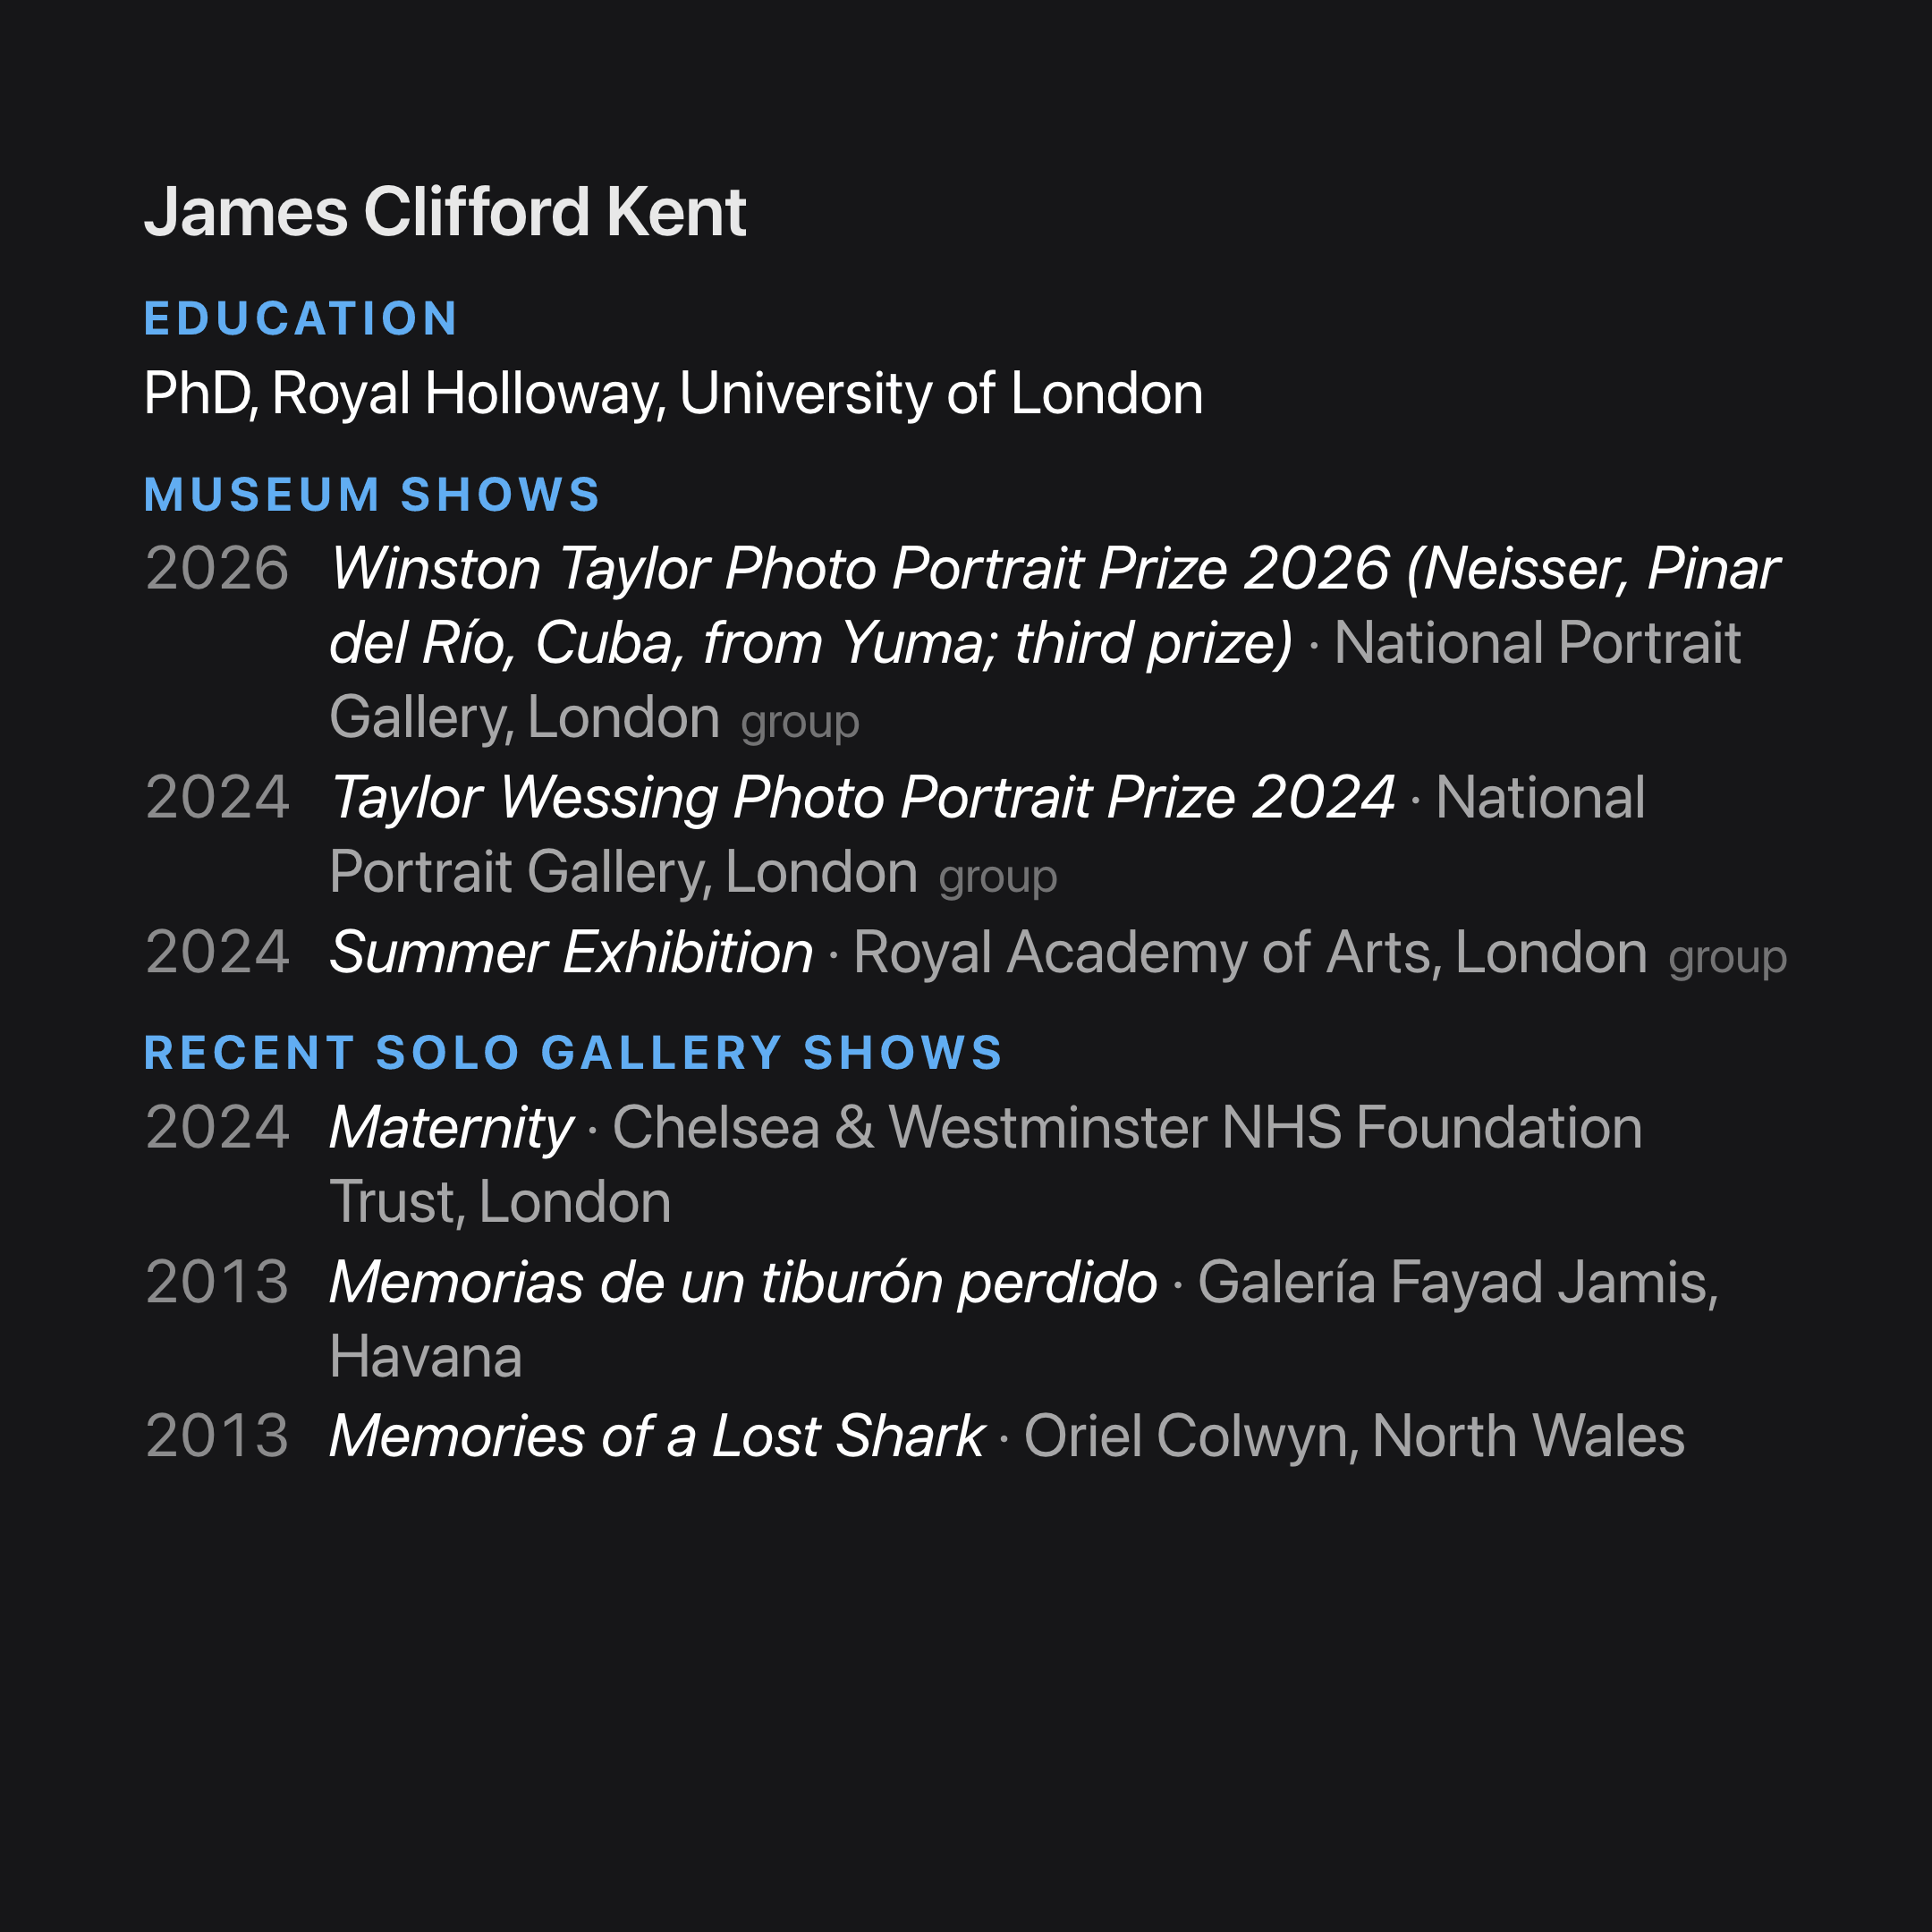 James Clifford Kent
EDUCATION
PhD, Royal Holloway, University of London
MUSEUM SHOWS
2026 Winston Taylor Photo Portrait Prize 2026 (Neisser, Pinar
del Río, Cuba, from Yuma; third prize) · National Portrait
Gallery, London group
2024 Taylor Wessing Photo Portrait Prize 2024 · National
Portrait Gallery, London group
2024 Summer Exhibition · Royal Academy of Arts, London group
RECENT SOLO GALLERY SHOWS
2024 Maternity · Chelsea & Westminster NHS Foundation
Trust, London
2013 Memorias de un tiburón perdido · Galería Fayad Jamis,
Havana
2013 Memories of a Lost Shark · Oriel Colwyn, North Wales